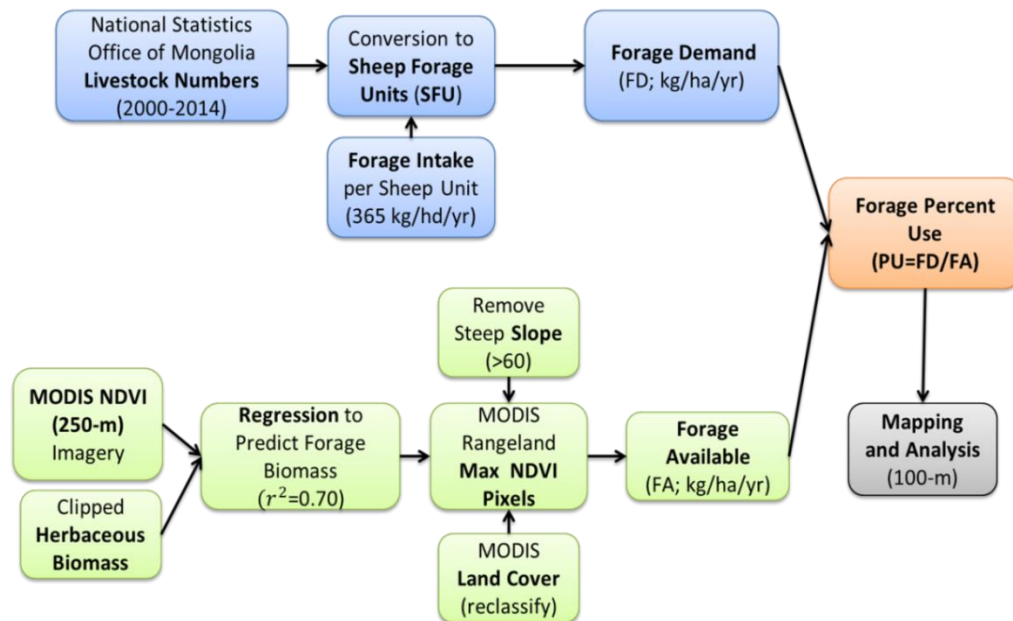 National Statistics
Office of Mongolia
Livestock Numbers
(2000-2014)
Conversion to
Sheep Forage
Units (SFU)
Forage Demand
(FD; kg/ha/yr)
Forage Intake
per Sheep Unit
(365 kg/hd/yr)
Forage Percent
Use
(PU=FD/FA)
Remove
Steep Slope
(>60)
MODIS NDVI
(250-m)
Imagery
Regression to
Predict Forage
Biomass
(r²=0.70)
MODIS
Rangeland
Max NDVI
Pixels
Forage
Available
(FA; kg/ha/yr)
Mapping
and Analysis
(100-m)
Clipped
Herbaceous
Biomass
MODIS
Land Cover
(reclassify)